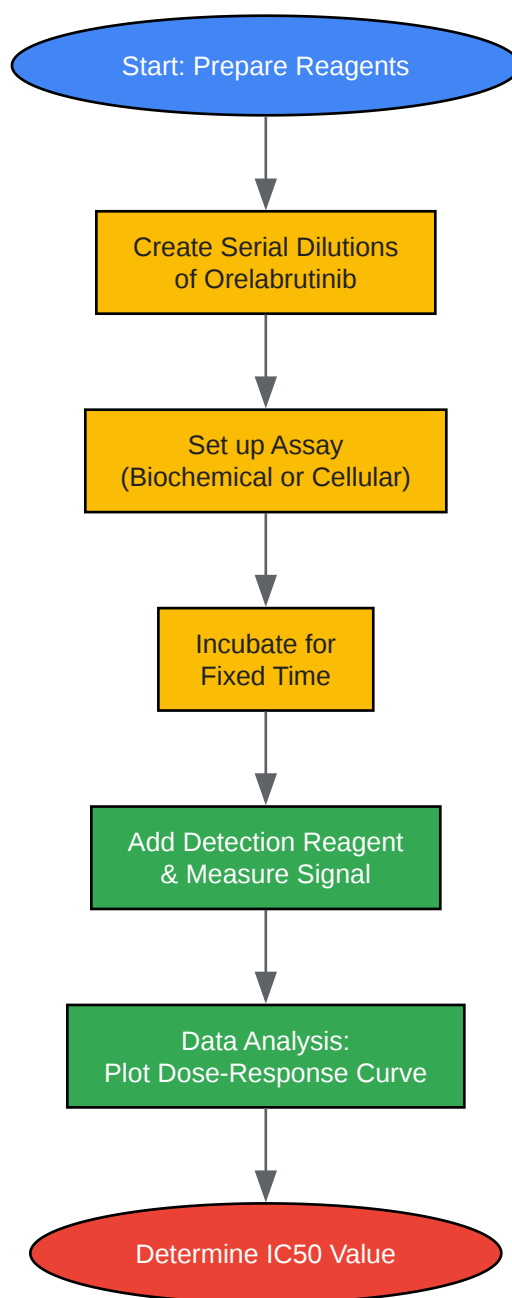 Start: Prepare Reagents
Create Serial Dilutions
of Orelabrutinib
Set up Assay
(Biochemical or Cellular)
Incubate for
Fixed Time
Add Detection Reagent
& Measure Signal
Data Analysis:
Plot Dose-Response Curve
Determine IC50 Value